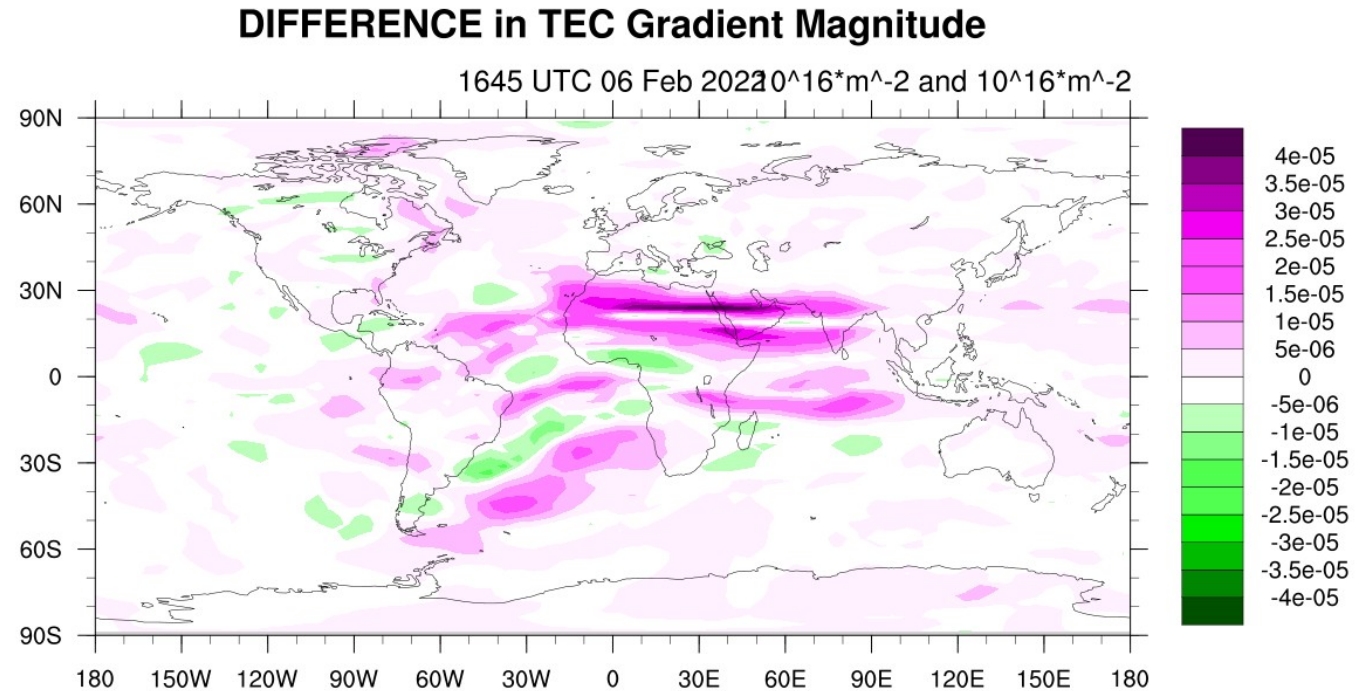 DIFFERENCE in TEC Gradient Magnitude
1645 UTC 06 Feb 202210^16*m^-2 and 10^16*m^-2
90N
60N
30N
0
30S
60S
90S
180 150W 120W 90W 60W 30W 0 30E 60E 90E 120E 150E 180
4e-05
3.5e-05
3e-05
2.5e-05
2e-05
1.5e-05
1e-05
5e-06
0
-5e-06
-1e-05
-1.5e-05
-2e-05
-2.5e-05
-3e-05
-3.5e-05
-4e-05